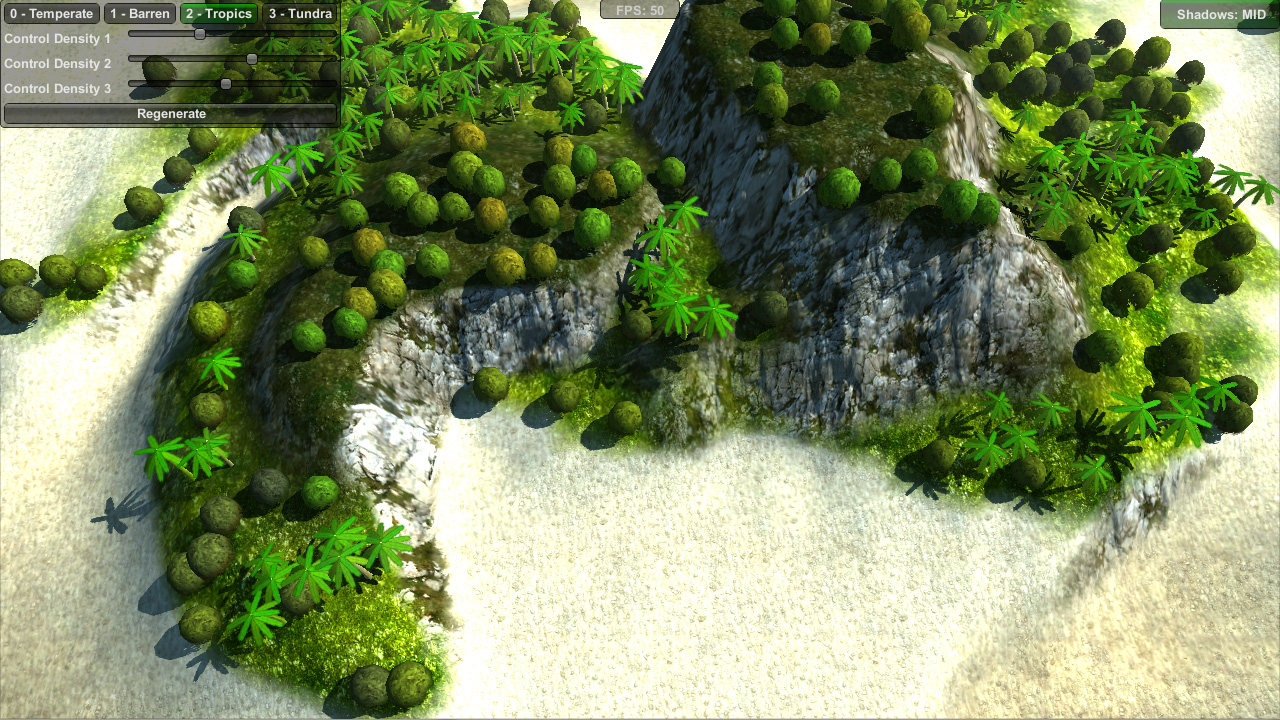 0 - Temperate 1 - Barren 2 - Tropics 3 - Tundra
FPS: 50
Shadows: MID
Control Density 1
Control Density 2
Control Density 3
Regenerate